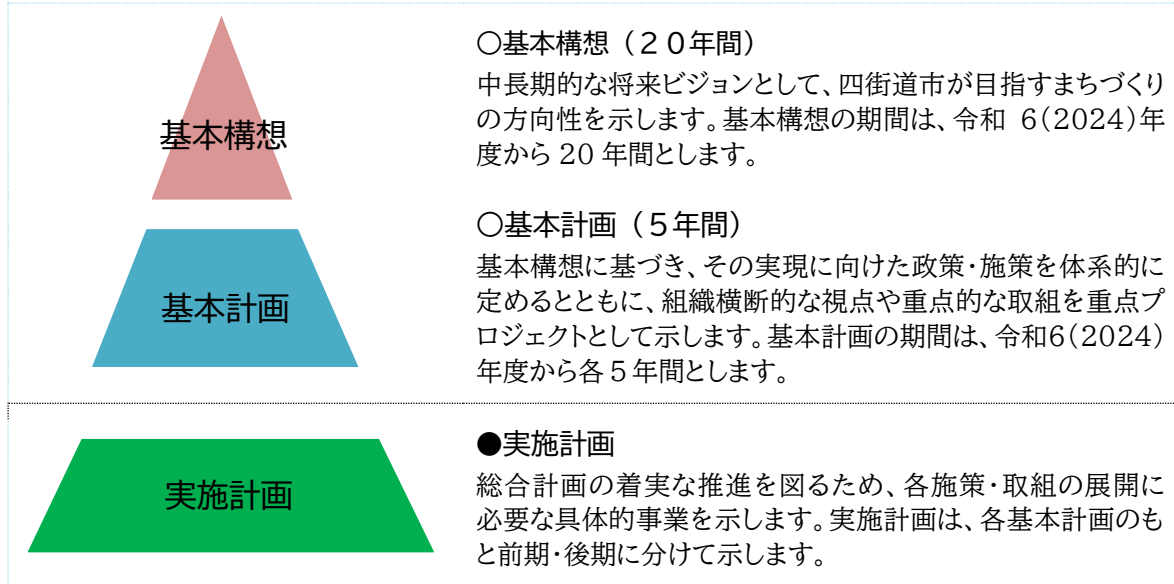 基本構想
○基本構想（２０年間）
中長期的な将来ビジョンとして、四街道市が目指すまちづくり
の方向性を示します。基本構想の期間は、令和 6(2024)年
度から 20 年間とします。
基本計画
○基本計画（５年間）
基本構想に基づき、その実現に向けた政策・施策を体系的に
定めるとともに、組織横断的な視点や重点的な取組を重点プ
ロジェクトとして示します。基本計画の期間は、令和６(2024)
年度から各５年間とします。
実施計画
●実施計画
総合計画の着実な推進を図るため、各施策・取組の展開に
必要な具体的事業を示します。実施計画は、各基本計画のも
と前期・後期に分けて示します。